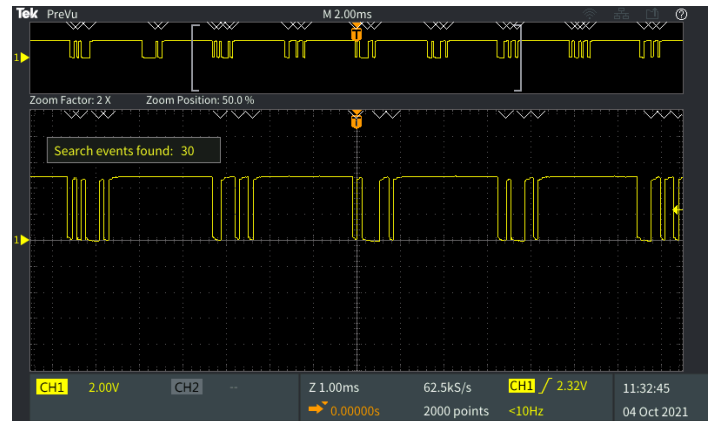 Tek PreVu M 2.00ms
T
1
Zoom Factor: 2 X Zoom Position: 50.0 %
T
Search events found: 30
1
CH1 2.00V CH2 -- Z 1.00ms 62.5kS/s CH1 2.32V 11:32:45
0.00000s 2000 points <10Hz 04 Oct 2021